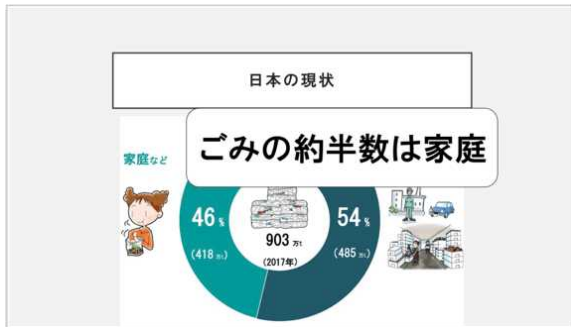 日本の現状
ごみの約半数は家庭
家庭など
46%
(418万t)
903万t
(2017年)
54%
(485万t)